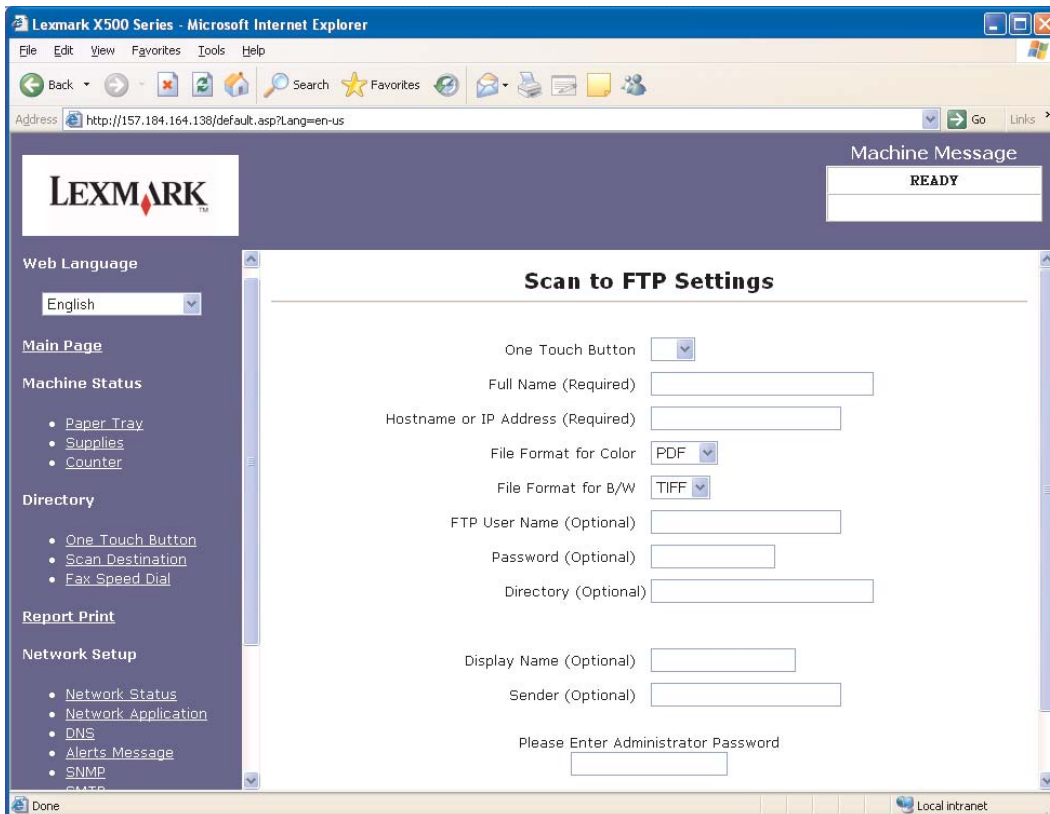 Lexmark X500 Series - Microsoft Internet Explorer
File Edit View Favorites Tools Help
Back Search Favorites
Address http://157.184.164.138/default.asp?Lang=en-us Go Links
LEXMARK™
Machine Message
READY
Web Language
English
Main Page
Machine Status
• Paper Tray
• Supplies
• Counter
Directory
• One Touch Button
• Scan Destination
• Fax Speed Dial
Report Print
Network Setup
• Network Status
• Network Application
• DNS
• Alerts Message
• SNMP
Scan to FTP Settings
One Touch Button
Full Name (Required)
Hostname or IP Address (Required)
File Format for Color PDF
File Format for B/W TIFF
FTP User Name (Optional)
Password (Optional)
Directory (Optional)
Display Name (Optional)
Sender (Optional)
Please Enter Administrator Password
Done Local intranet